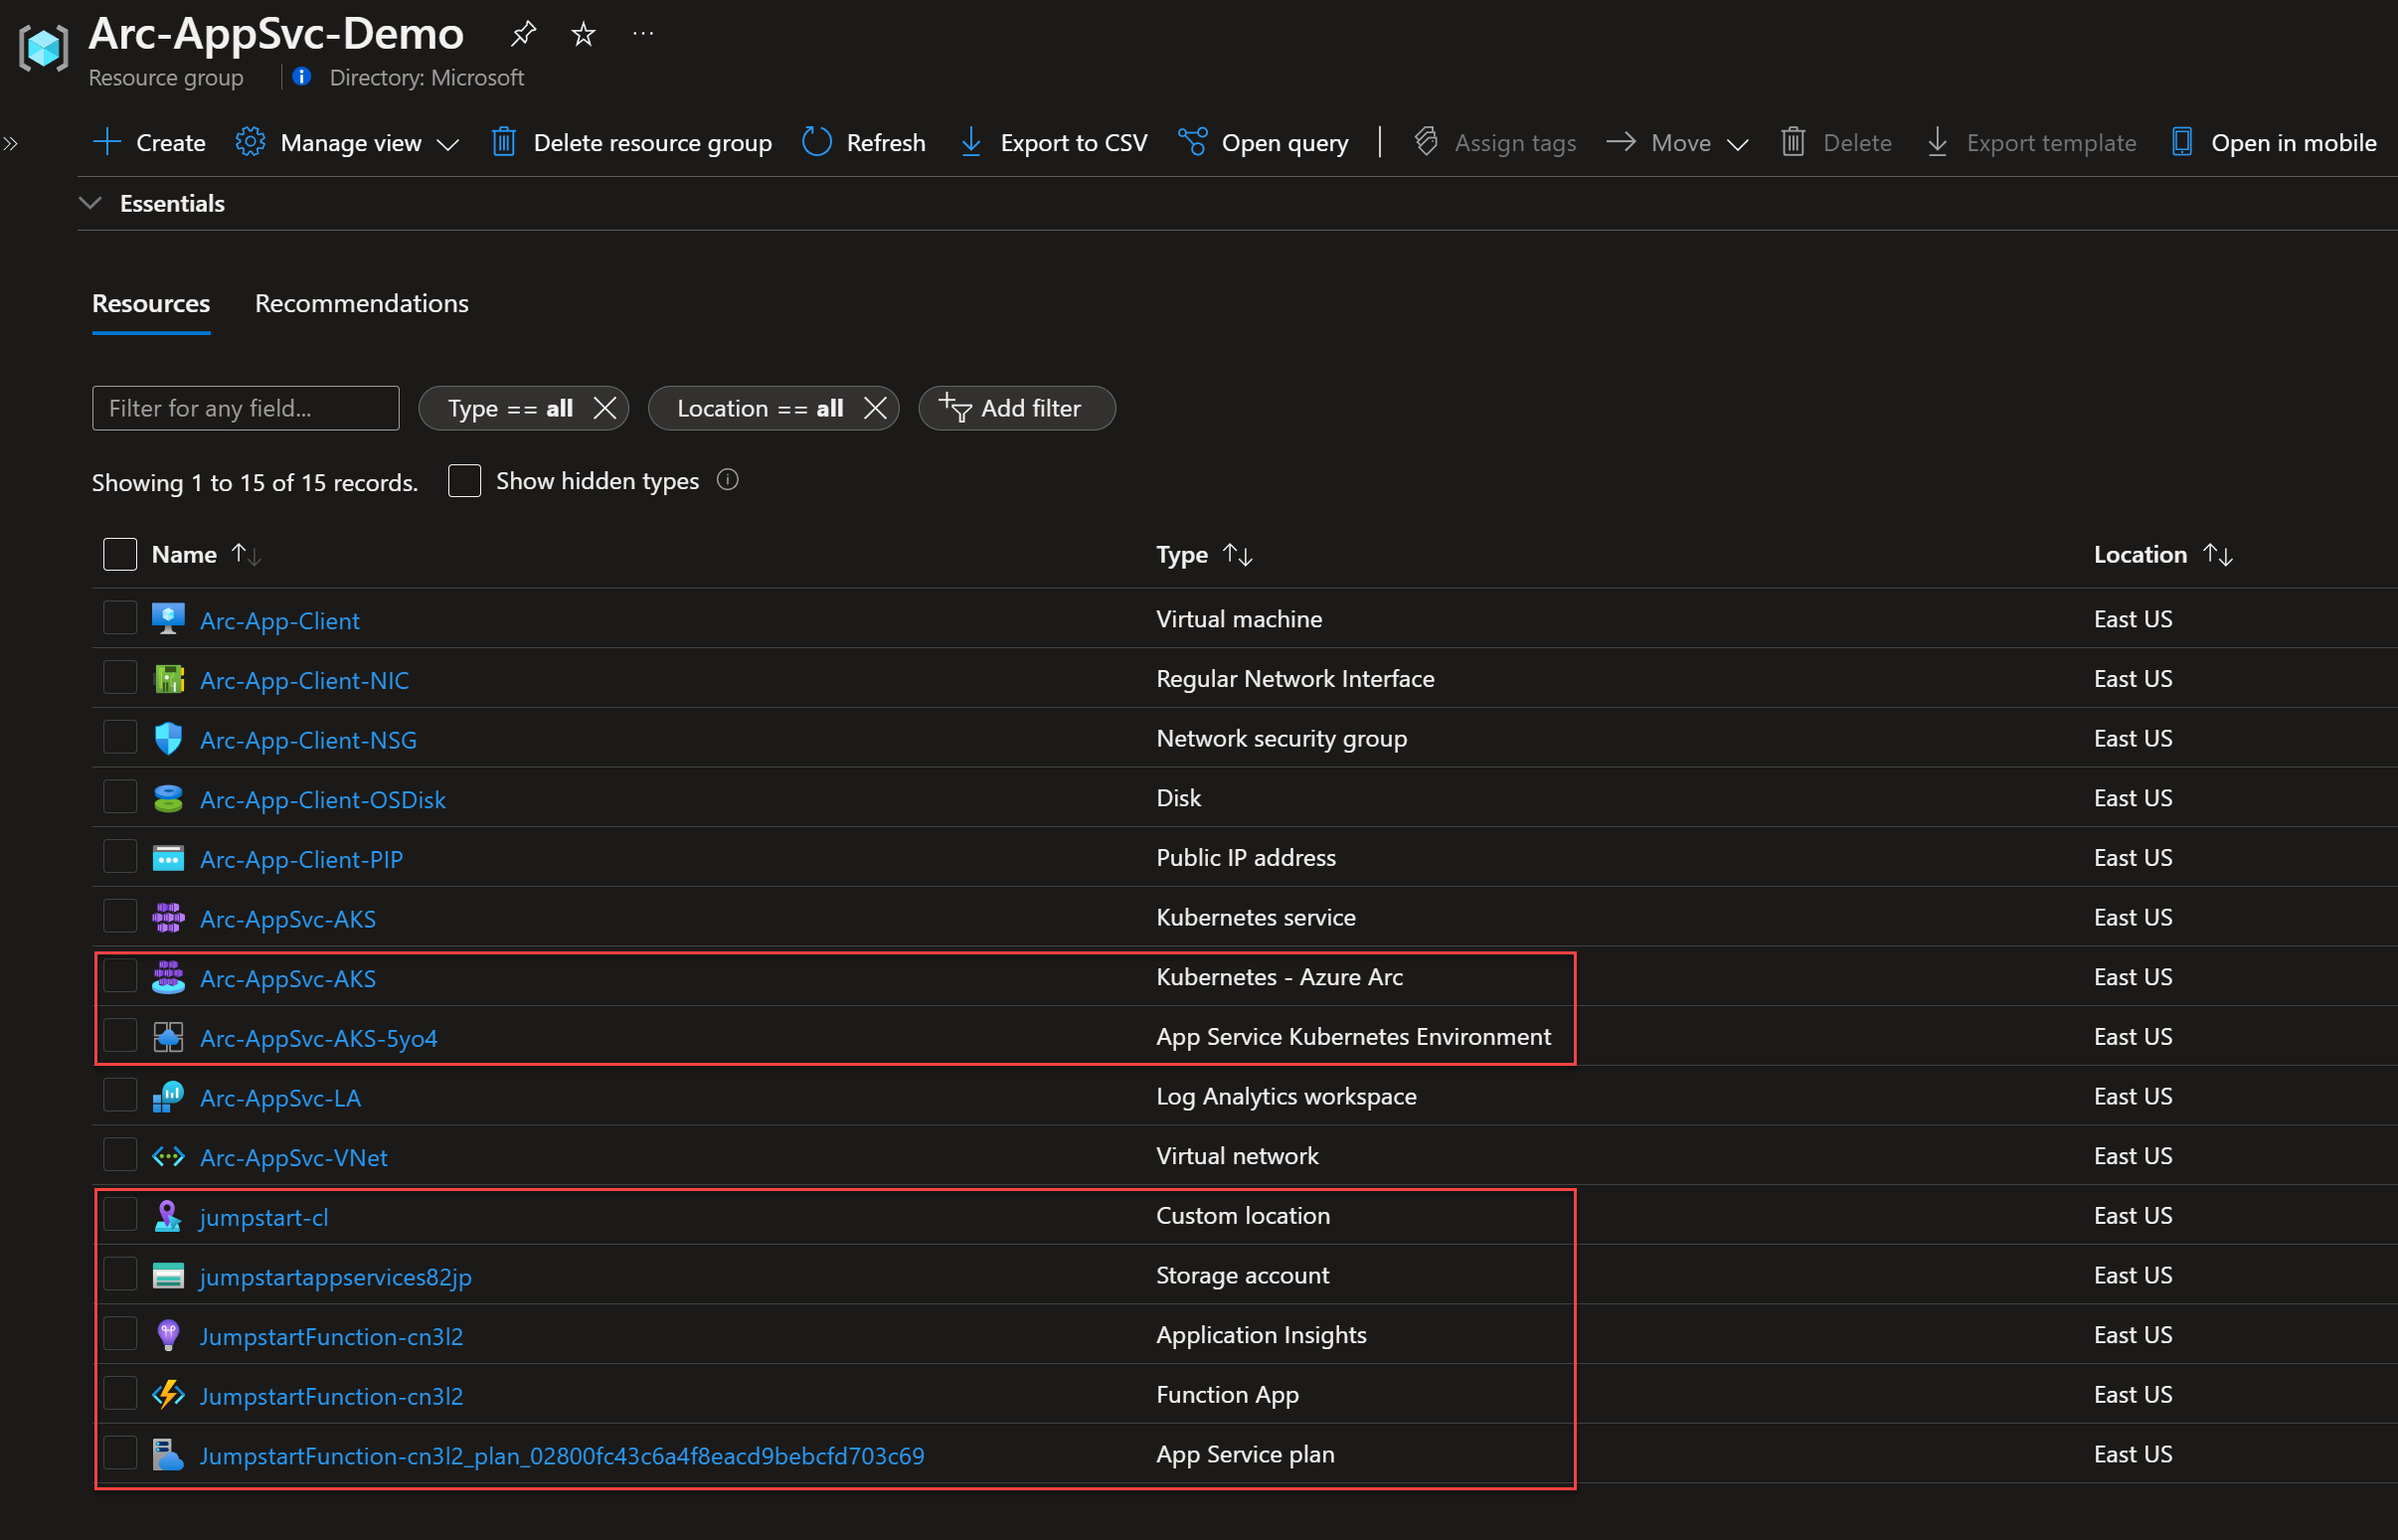 Arc-AppSvc-Demo
Resource group Directory: Microsoft
Create Manage view Delete resource group Refresh Export to CSV Open query Assign tags Move Delete Export template Open in mobile
Essentials
Resources Recommendations
Filter for any field... Type == all Location == all Add filter
Showing 1 to 15 of 15 records. Show hidden types
Name Type Location
Arc-App-Client Virtual machine East US
Arc-App-Client-NIC Regular Network Interface East US
Arc-App-Client-NSG Network security group East US
Arc-App-Client-OSDisk Disk East US
Arc-App-Client-PIP Public IP address East US
Arc-AppSvc-AKS Kubernetes service East US
Arc-AppSvc-AKS Kubernetes - Azure Arc East US
Arc-AppSvc-AKS-5yo4 App Service Kubernetes Environment East US
Arc-AppSvc-LA Log Analytics workspace East US
Arc-AppSvc-VNet Virtual network East US
jumpstart-cl Custom location East US
jumpstartappservices82jp Storage account East US
JumpstartFunction-cn3l2 Application Insights East US
JumpstartFunction-cn3l2 Function App East US
JumpstartFunction-cn3l2_plan_02800fc43c6a4f8eacd9bebcfd703c69 App Service plan East US